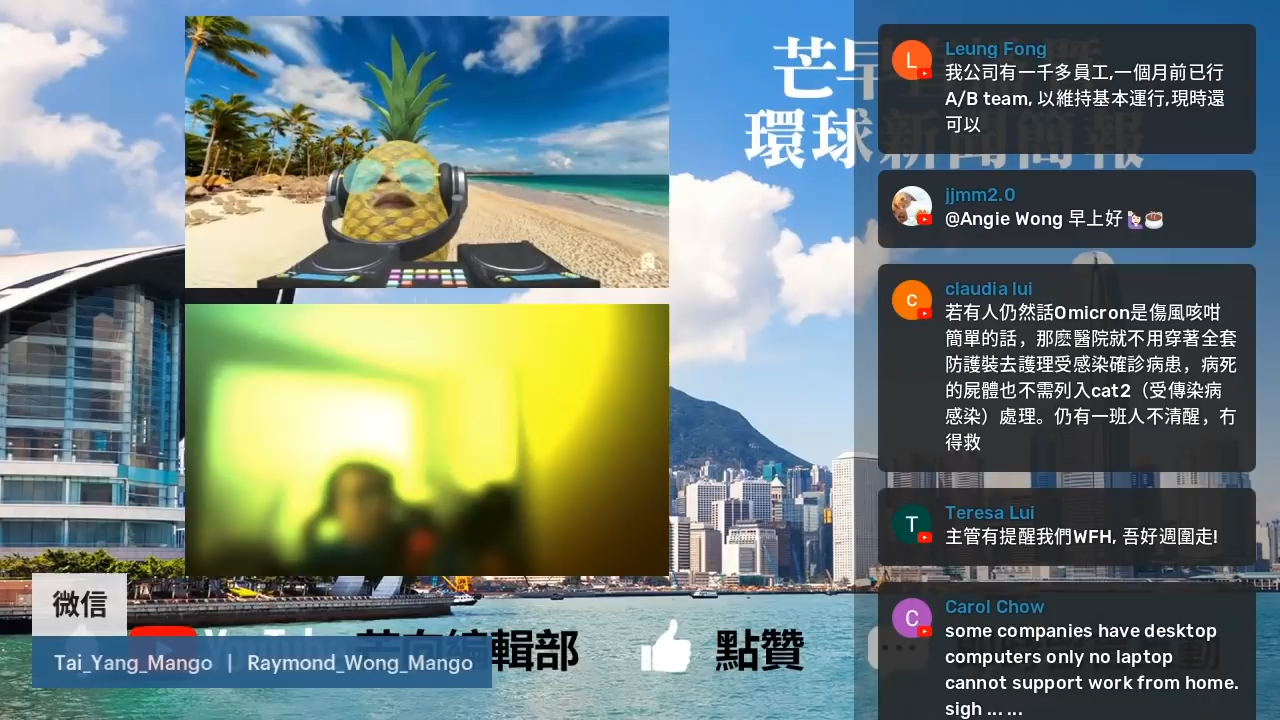 芒早
環球新聞簡報
Leung Fong
我公司有一千多員工,一個月前已行
A/B team, 以維持基本運行,現時還
可以
jjmm2.0
@Angie Wong 早上好
claudia lui
若有人仍然話Omicron是傷風咳咁
簡單的話，那麽醫院就不用穿著全套
防護裝去護理受感染確診病患，病死
的屍體也不需列入cat2（受傳染病
感染）處理。仍有一班人不清醒，冇
得救
Teresa Lui
主管有提醒我們WFH, 吾好週圍走!
Carol Chow
some companies have desktop
computers only no laptop
cannot support work from home.
sigh ... ...
微信
Tai_Yang_Mango | Raymond_Wong_Mango
編輯部
點贊
動